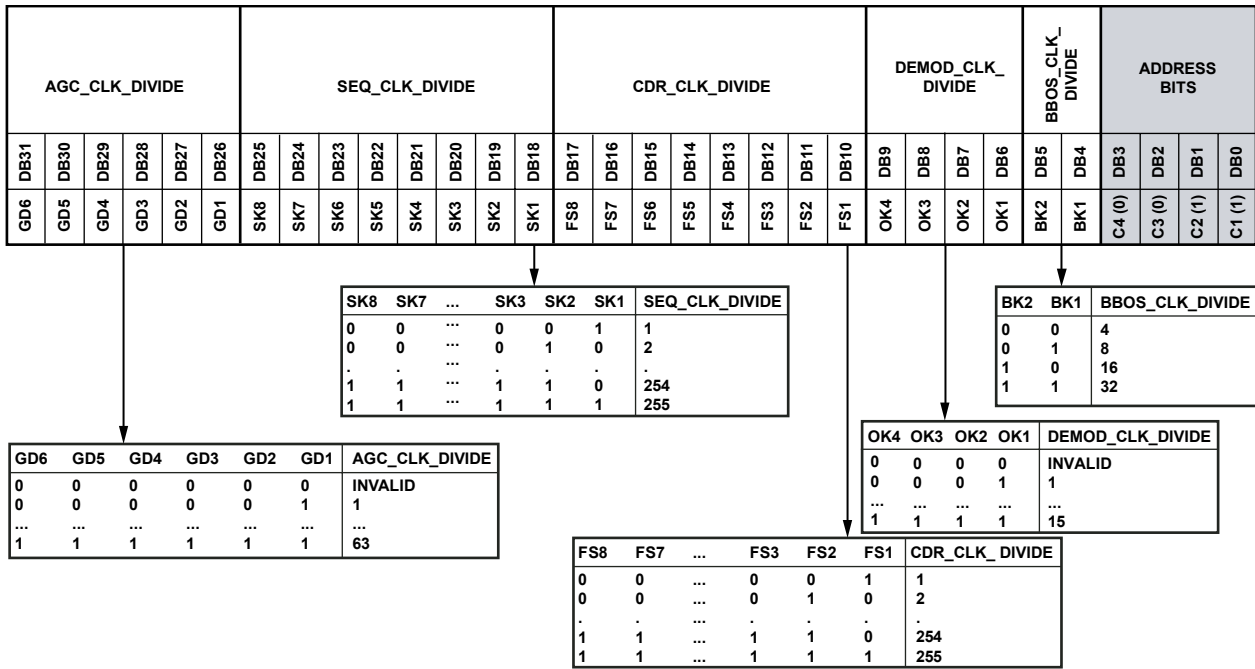 AGC_CLK_DIVIDE
SEQ_CLK_DIVIDE
CDR_CLK_DIVIDE
DEMOD_CLK_
DIVIDE
BBOS_CLK_
DIVIDE
ADDRESS
BITS
DB31 DB30 DB29 DB28 DB27 DB26 DB25 DB24 DB23 DB22 DB21 DB20 DB19 DB18 DB17 DB16 DB15 DB14 DB13 DB12 DB11 DB10 DB9 DB8 DB7 DB6 DB5 DB4 DB3 DB2 DB1 DB0
GD6 GD5 GD4 GD3 GD2 GD1 SK8 SK7 SK6 SK5 SK4 SK3 SK2 SK1 FS8 FS7 FS6 FS5 FS4 FS3 FS2 FS1 OK4 OK3 OK2 OK1 BK2 BK1 C4 (0) C3 (0) C2 (1) C1 (1)
SK8 SK7 ... SK3 SK2 SK1 SEQ_CLK_DIVIDE
0 0 ... 0 0 1 1
0 0 ... 0 1 0 2
. . ... . . . .
1 1 ... 1 1 0 254
1 1 ... 1 1 1 255
BK2 BK1 BBOS_CLK_DIVIDE
0 0 4
0 1 8
1 0 16
1 1 32
GD6 GD5 GD4 GD3 GD2 GD1 AGC_CLK_DIVIDE
0 0 0 0 0 0 INVALID
0 0 0 0 0 1 1
... ... ... ... ... ... ...
1 1 1 1 1 1 63
OK4 OK3 OK2 OK1 DEMOD_CLK_DIVIDE
0 0 0 0 INVALID
0 0 0 1 1
... ... ... ... ...
1 1 1 1 15
FS8 FS7 ... FS3 FS2 FS1 CDR_CLK_ DIVIDE
0 0 ... 0 0 1 1
0 0 ... 0 1 0 2
. . ... . . . .
1 1 ... 1 1 0 254
1 1 ... 1 1 1 255